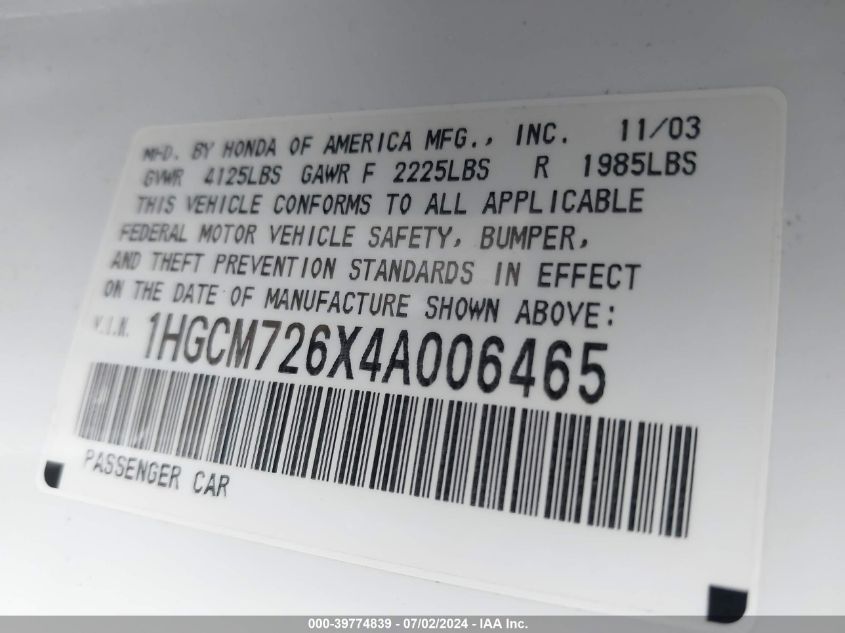 MFD. BY HONDA OF AMERICA MFG., INC. 11/03
GVWR 4125LBS GAWR F 2225LBS R 1985LBS
THIS VEHICLE CONFORMS TO ALL APPLICABLE
FEDERAL MOTOR VEHICLE SAFETY, BUMPER,
AND THEFT PREVENTION STANDARDS IN EFFECT
ON THE DATE OF MANUFACTURE SHOWN ABOVE:
V.I.N. 1HGCM726X4A006465
PASSENGER CAR
000-39774839 - 07/02/2024 - IAA Inc.